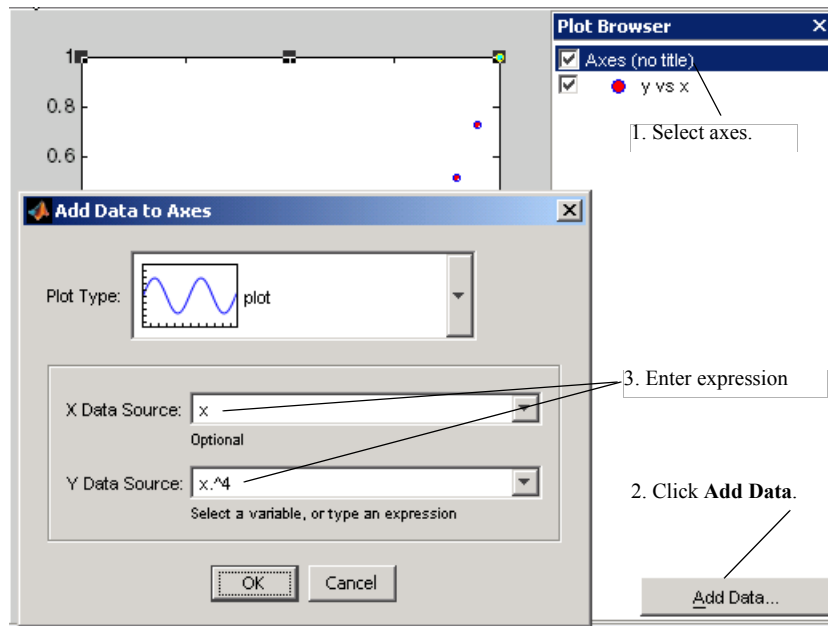 Plot Browser
1
Axes (no title)
y vs x
0.8
1. Select axes.
0.6
Add Data to Axes
Plot Type:
plot
3. Enter expression
X Data Source:
x
Optional
Y Data Source:
x.^4
Select a variable, or type an expression
2. Click Add Data.
OK
Cancel
Add Data...